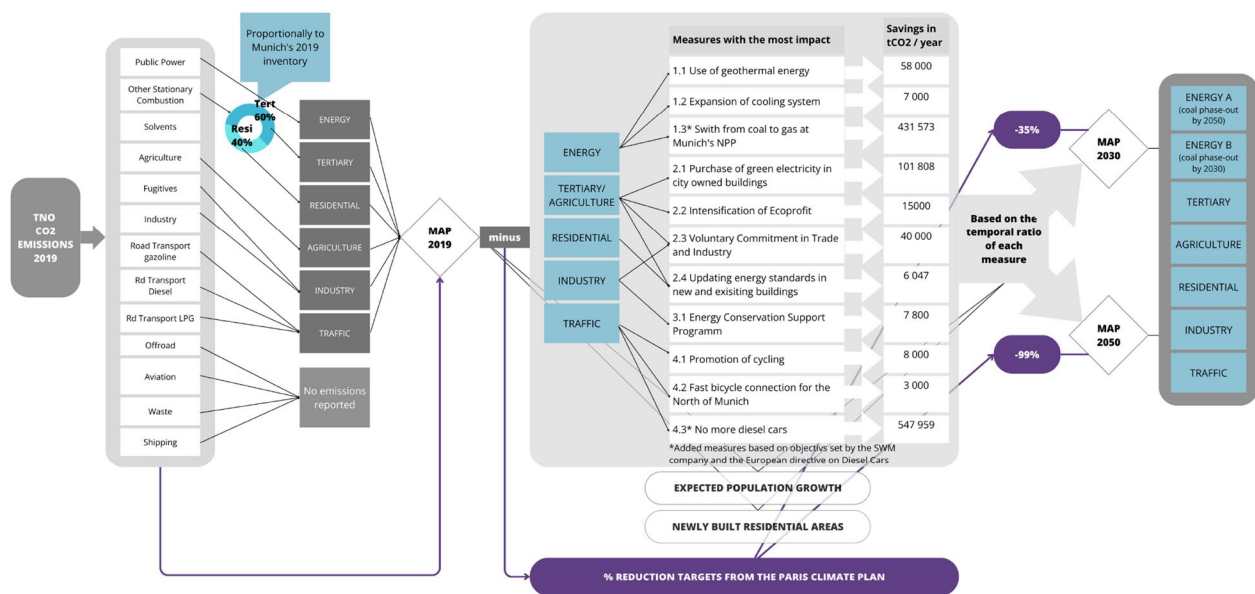 TNO
CO2
EMISSIONS
2019
Public Power
Other Stationary
Combustion
Solvents
Agriculture
Fugitives
Industry
Road Transport
gasoline
Rd Transport
Diesel
Rd Transport LPG
Offroad
Aviation
Waste
Shipping
Proportionally to
Munich's 2019
inventory
Tert
60%
Resi
40%
ENERGY
TERTIARY
RESIDENTIAL
AGRICULTURE
INDUSTRY
TRAFFIC
No emissions
reported
MAP
2019
minus
ENERGY
TERTIARY/
AGRICULTURE
RESIDENTIAL
INDUSTRY
TRAFFIC
Measures with the most impact
Savings in
tCO2 / year
1.1 Use of geothermal energy
58 000
1.2 Expansion of cooling system
7 000
1.3* Swith from coal to gas at
Munich's NPP
431 573
2.1 Purchase of green electricity in
city owned buildings
101 808
2.2 Intensification of Ecoprofit
15000
2.3 Voluntary Commitment in Trade
and Industry
40 000
2.4 Updating energy standards in
new and exisiting buildings
6 047
3.1 Energy Conservation Support
Programm
7 800
4.1 Promotion of cycling
8 000
4.2 Fast bicycle connection for the
North of Munich
3 000
4.3* No more diesel cars
547 959
*Added measures based on objectivs set by the SWM
company and the European directive on Diesel Cars
EXPECTED POPULATION GROWTH
NEWLY BUILT RESIDENTIAL AREAS
% REDUCTION TARGETS FROM THE PARIS CLIMATE PLAN
-35%
Based on the
temporal ratio
of each
measure
-99%
MAP
2030
MAP
2050
ENERGY A
(coal phase-out
by 2050)
ENERGY B
(coal phase-out
by 2030)
TERTIARY
AGRICULTURE
RESIDENTIAL
INDUSTRY
TRAFFIC